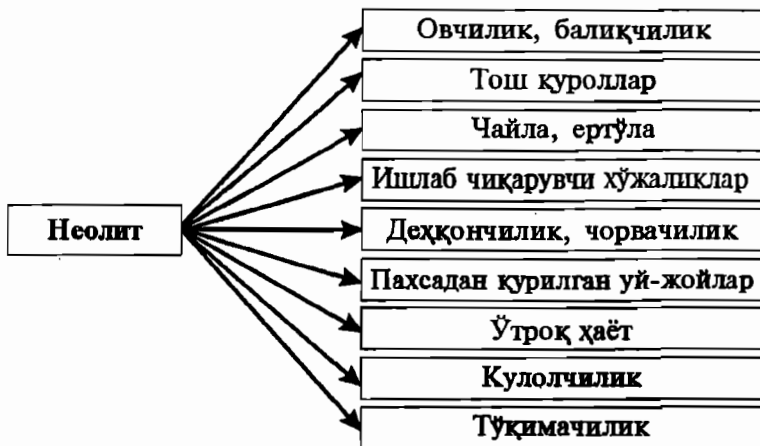 Овчилик, балиқчилик
Тош қуроллар
Чайла, ертўла
Ишлаб чиқарувчи хўжаликлар
Неолит
Деҳқончилик, чорвачилик
Пахсадан қурилган уй-жойлар
Ўтроқ ҳаёт
Кулолчилик
Тўқимачилик